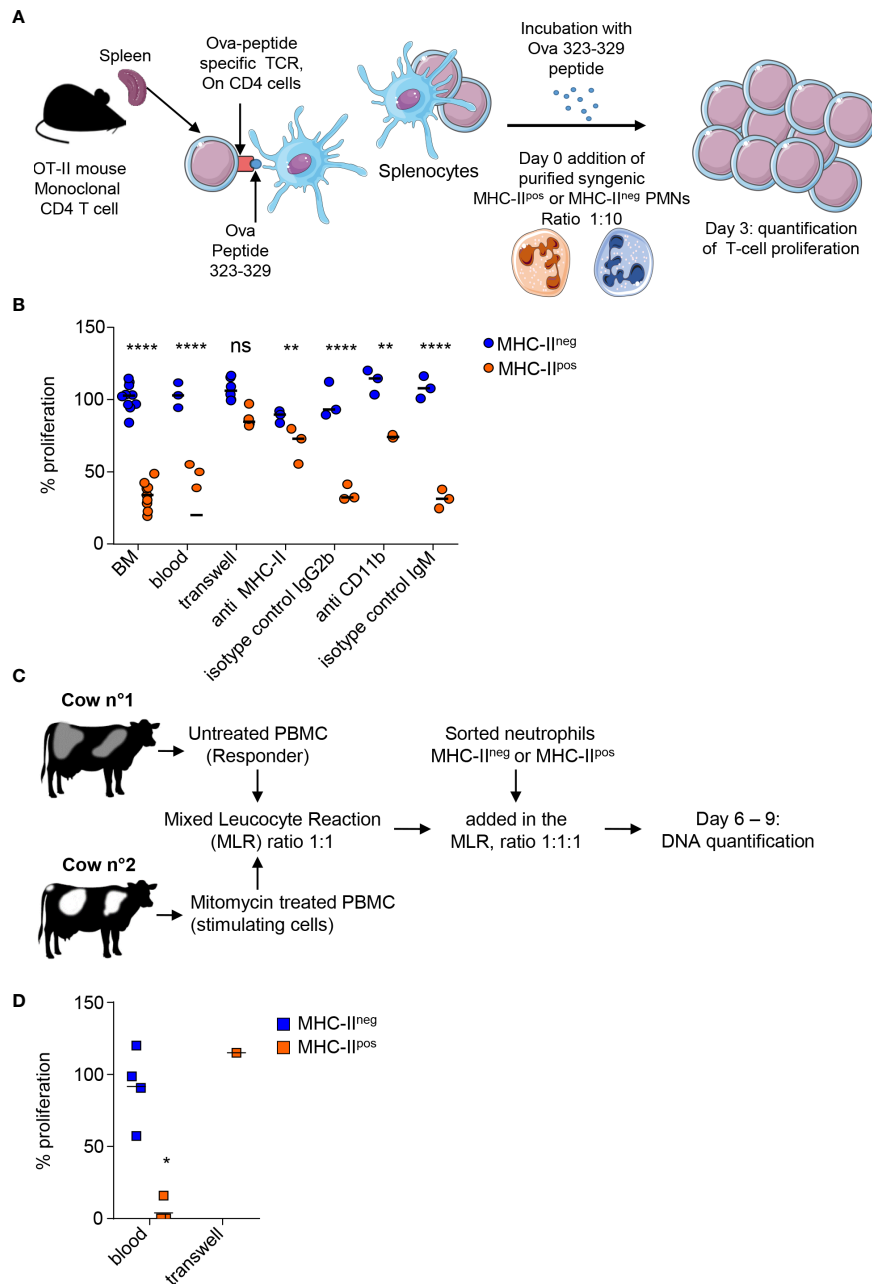 A
Spleen
Ova-peptide
specific TCR,
On CD4 cells
Incubation with
Ova 323-329
peptide
OT-II mouse
Monoclonal
CD4 T cell
Ova
Peptide
323-329
Splenocytes
Day 0 addition of
purified syngenic
MHC-IIpos or MHC-IIneg PMNs
Ratio 1:10
Day 3: quantification
of T-cell proliferation
B
150
100
50
0
% proliferation
**** **** ns ** **** ** ****
MHC-IIneg
MHC-IIpos
BM
blood
transwell
anti MHC-II
isotype control IgG2b
anti CD11b
isotype control IgM
C
Cow n°1
Untreated PBMC
(Responder)
Sorted neutrophils
MHC-IIneg or MHC-IIpos
Mixed Leucocyte Reaction
(MLR) ratio 1:1
added in the
MLR, ratio 1:1:1
Day 6 – 9:
DNA quantification
Cow n°2
Mitomycin treated PBMC
(stimulating cells)
D
150
100
50
0
% proliferation
*
MHC-IIneg
MHC-IIpos
blood
transwell